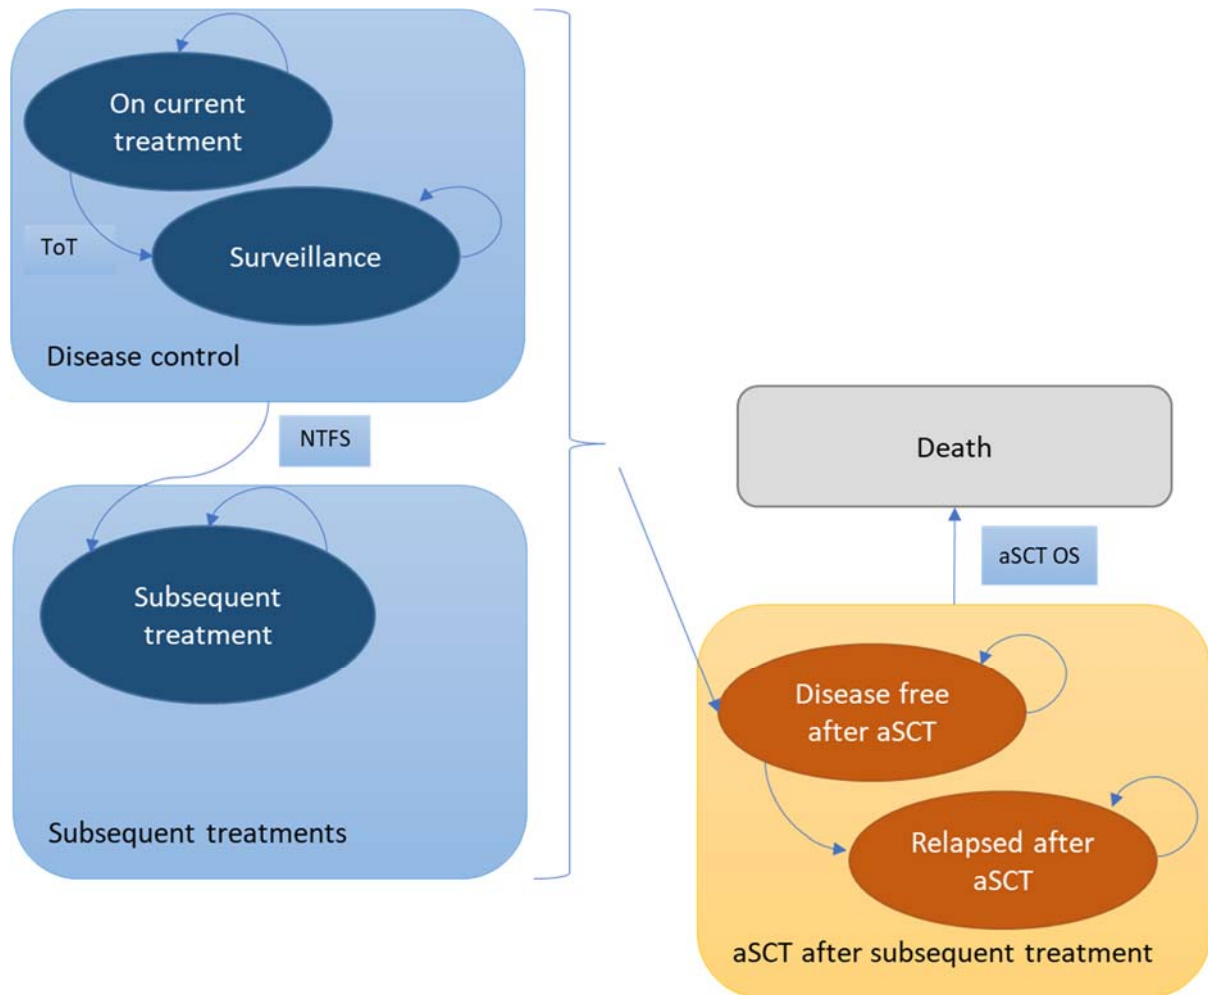 On current
treatment
ToT
Surveillance
Disease control
NTFS
Subsequent
treatment
Subsequent treatments
Death
aSCT OS
Disease free
after aSCT
Relapsed after
aSCT
aSCT after subsequent treatment